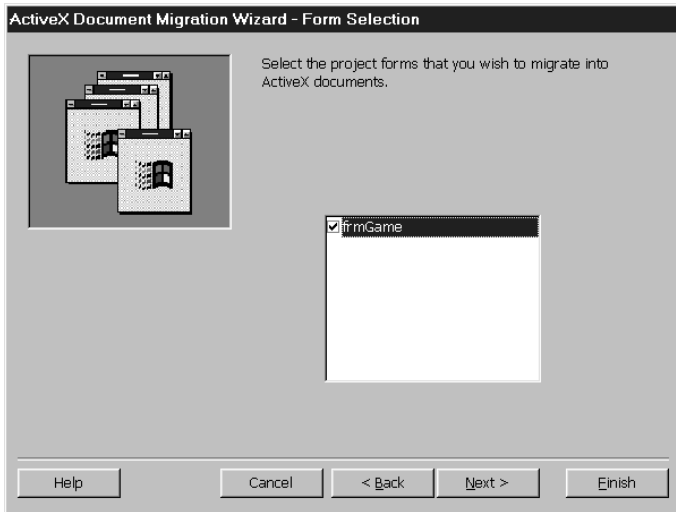 ActiveX Document Migration Wizard - Form Selection
Select the project forms that you wish to migrate into
ActiveX documents.
frmGame
Help
Cancel
< Back
Next >
Finish